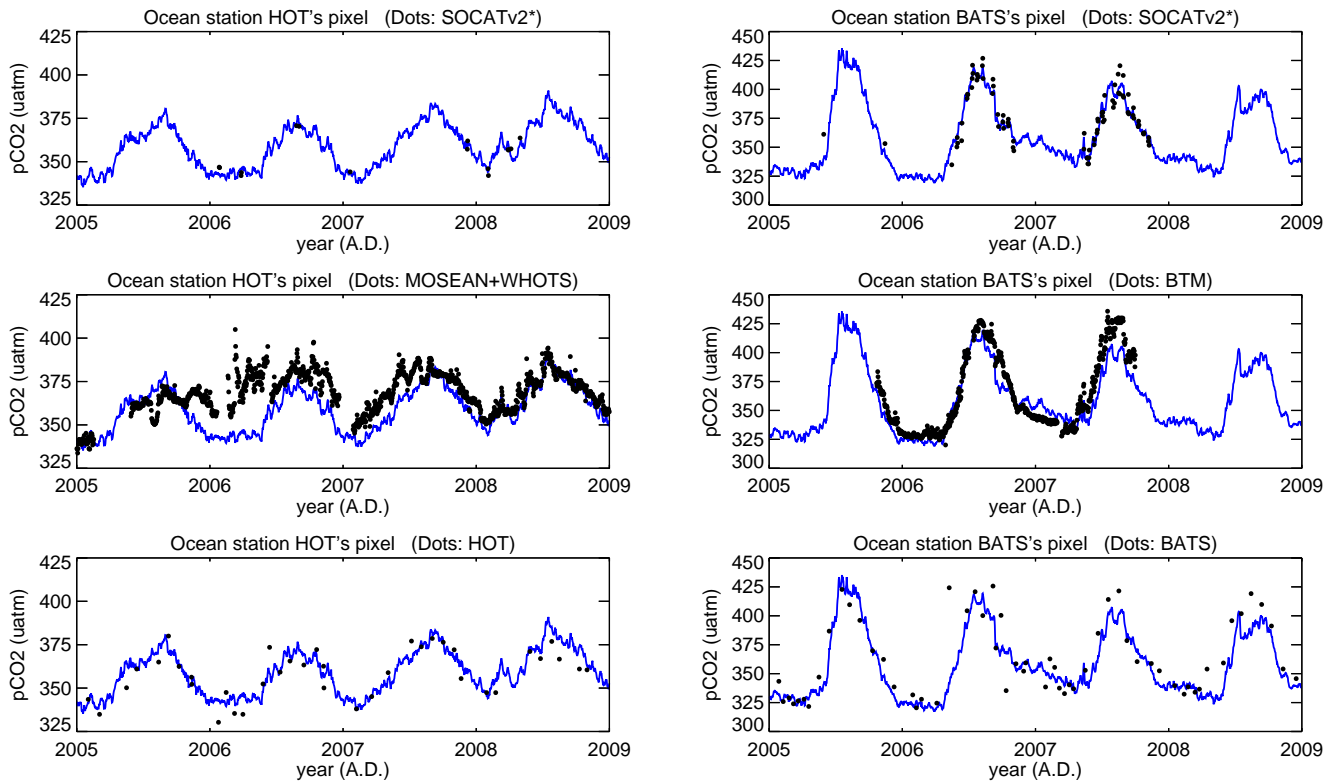 Ocean station HOT's pixel (Dots: SOCATv2*)
425
400
375
350
325
pCO2 (uatm)
2005 2006 2007 2008 2009
year (A.D.)
Ocean station BATS's pixel (Dots: SOCATv2*)
450
425
400
375
350
325
300
pCO2 (uatm)
2005 2006 2007 2008 2009
year (A.D.)
Ocean station HOT's pixel (Dots: MOSEAN+WHOTS)
425
400
375
350
325
pCO2 (uatm)
2005 2006 2007 2008 2009
year (A.D.)
Ocean station BATS's pixel (Dots: BTM)
450
425
400
375
350
325
300
pCO2 (uatm)
2005 2006 2007 2008 2009
year (A.D.)
Ocean station HOT's pixel (Dots: HOT)
425
400
375
350
325
pCO2 (uatm)
2005 2006 2007 2008 2009
year (A.D.)
Ocean station BATS's pixel (Dots: BATS)
450
425
400
375
350
325
300
pCO2 (uatm)
2005 2006 2007 2008 2009
year (A.D.)